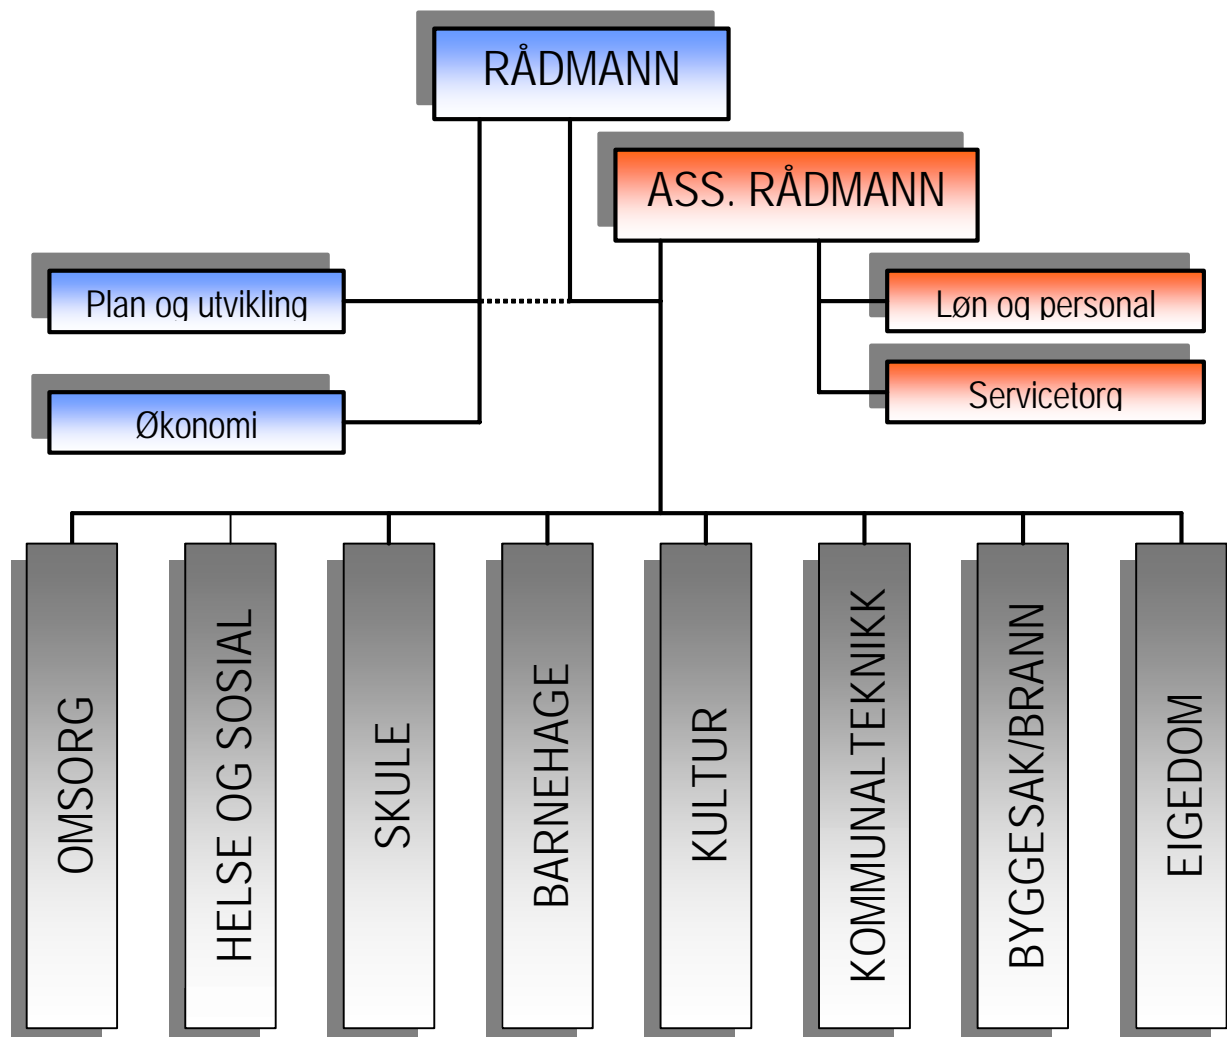 RÅDMANN
ASS. RÅDMANN
Plan og utvikling
Løn og personal
Økonomi
Servicetorg
OMSORG
HELSE OG SOSIAL
SKULE
BARNEHAGE
KULTUR
KOMMUNALTEKNIKK
BYGGESAK/BRANN
EIGEDOM